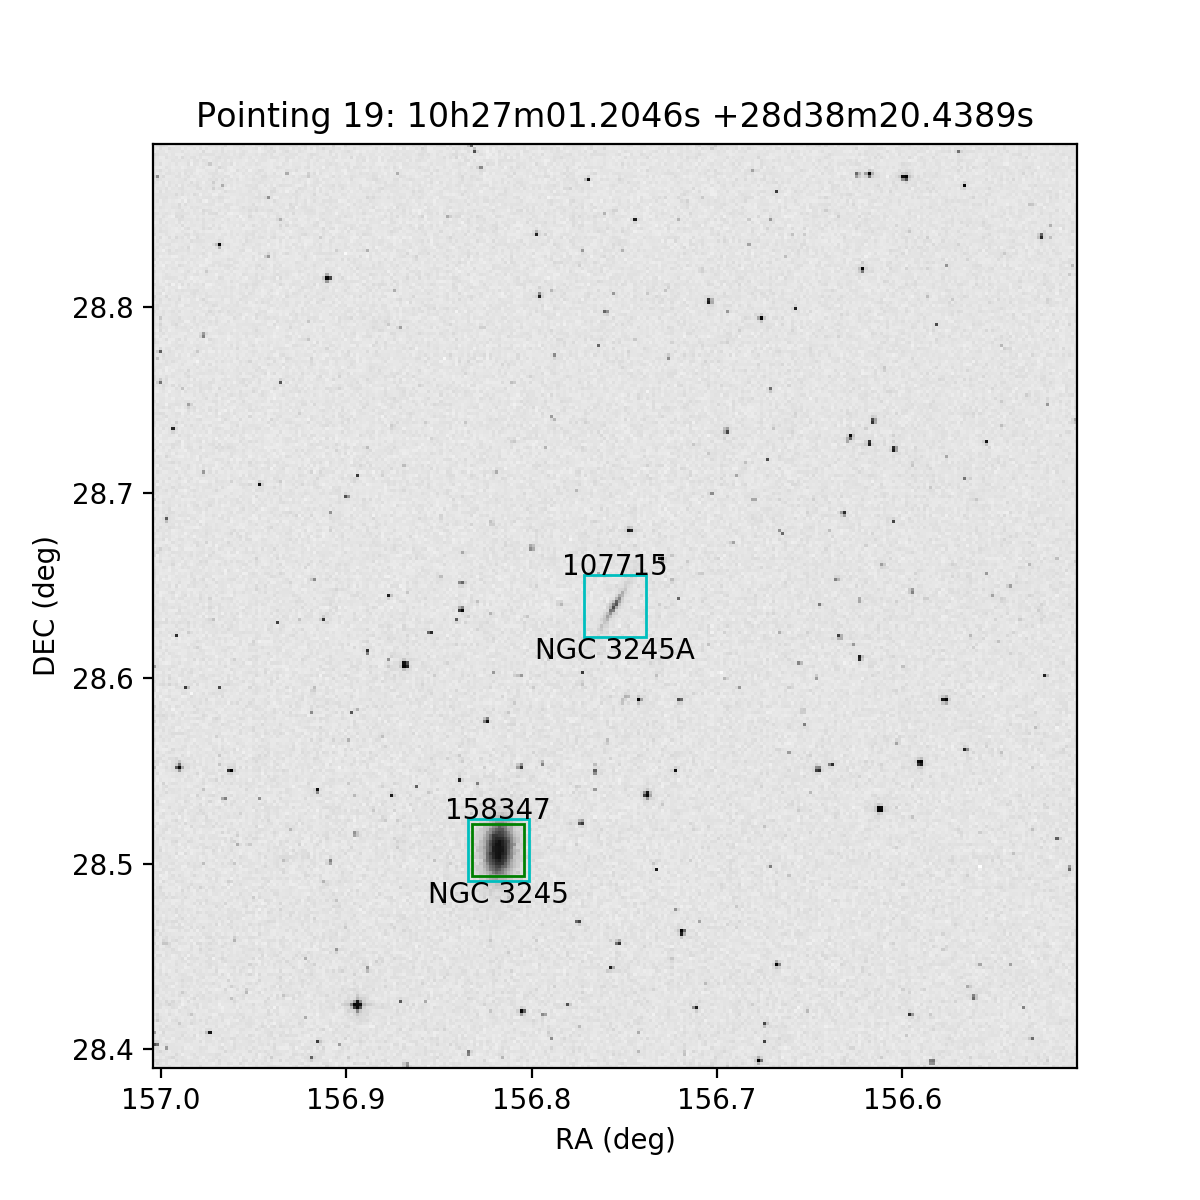 Pointing 19: 10h27m01.2046s +28d38m20.4389s
28.8
28.7
107715
NGC 3245A
28.6
158347
28.5
NGC 3245
28.4
157.0 156.9 156.8 156.7 156.6
RA (deg)
DEC (deg)